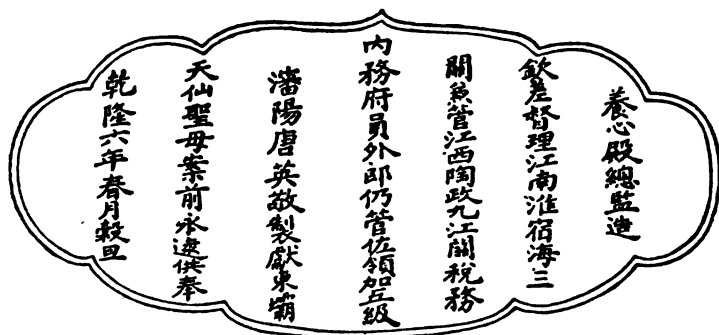 養心殿總監造
欽差督理江南淮宿海三
關兼管江西陶政九江關稅務
內務府員外郎仍管佐領加五級
瀋陽唐英敬製獻東壩
天仙聖母案前永遠供奉
乾隆六年春月穀旦